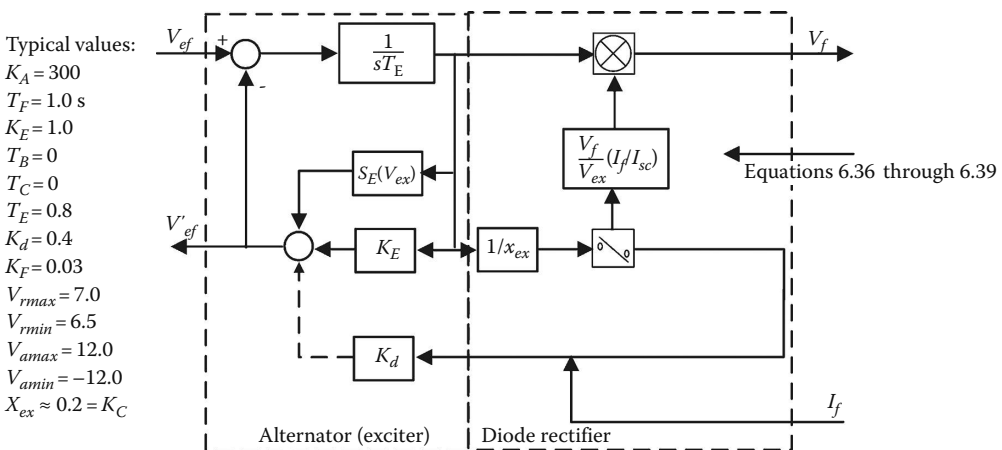 Typical values:
K_A = 300
T_F = 1.0 s
K_E = 1.0
T_B = 0
T_C = 0
T_E = 0.8
K_d = 0.4
K_F = 0.03
V_rmax = 7.0
V_rmin = 6.5
V_amax = 12.0
V_amin = −12.0
X_ex ≈ 0.2 = K_C
V_ef
+
-
1
sT_E
V_f
V_f
V_ex (I_f/I_sc)
Equations 6.36 through 6.39
S_E(V_ex)
V'_ef
K_E
1/x_ex
K_d
I_f
Alternator (exciter)
Diode rectifier